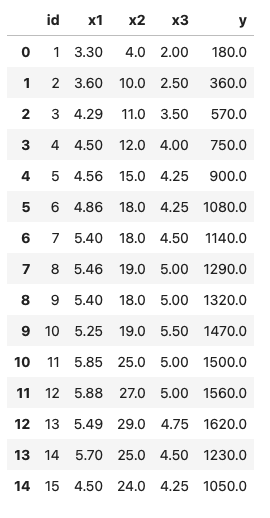 id x1 x2 x3 y
0 1 3.30 4.0 2.00 180.0
1 2 3.60 10.0 2.50 360.0
2 3 4.29 11.0 3.50 570.0
3 4 4.50 12.0 4.00 750.0
4 5 4.56 15.0 4.25 900.0
5 6 4.86 18.0 4.25 1080.0
6 7 5.40 18.0 4.50 1140.0
7 8 5.46 19.0 5.00 1290.0
8 9 5.40 18.0 5.00 1320.0
9 10 5.25 19.0 5.50 1470.0
10 11 5.85 25.0 5.00 1500.0
11 12 5.88 27.0 5.00 1560.0
12 13 5.49 29.0 4.75 1620.0
13 14 5.70 25.0 4.50 1230.0
14 15 4.50 24.0 4.25 1050.0